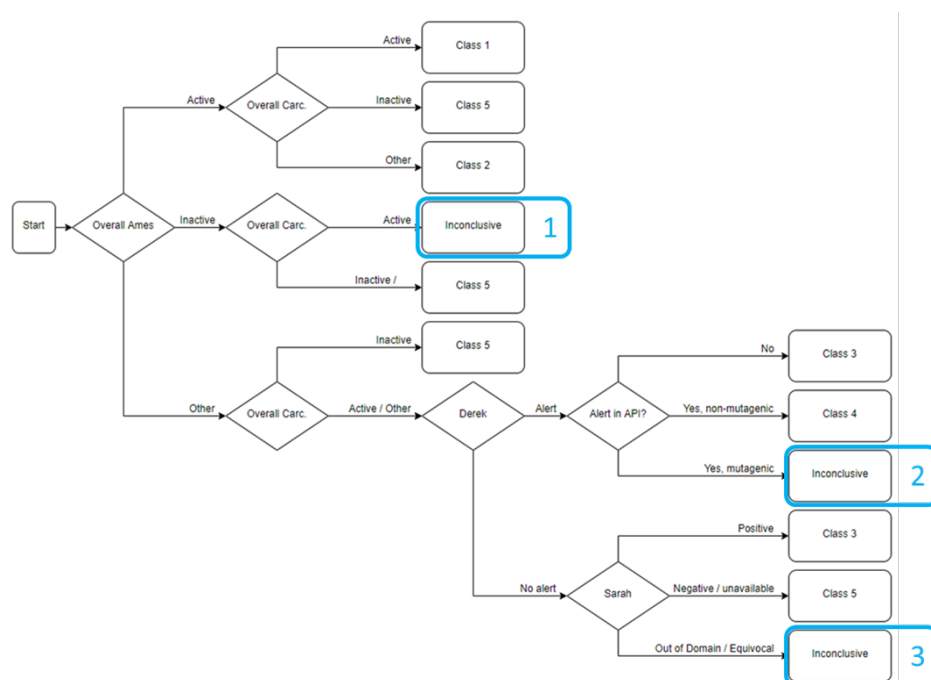 Active
Class 1
Active
Overall Carc.
Inactive
Class 5
Other
Class 2
Start
Overall Ames
Inactive
Overall Carc.
Active
Inconclusive
1
Inactive /
Class 5
Inactive
Class 5
Other
Overall Carc.
Active / Other
Derek
Alert
Alert in API?
No
Class 3
Yes, non-mutagenic
Class 4
Yes, mutagenic
Inconclusive
2
Positive
Class 3
No alert
Sarah
Negative / unavailable
Class 5
Out of Domain / Equivocal
Inconclusive
3